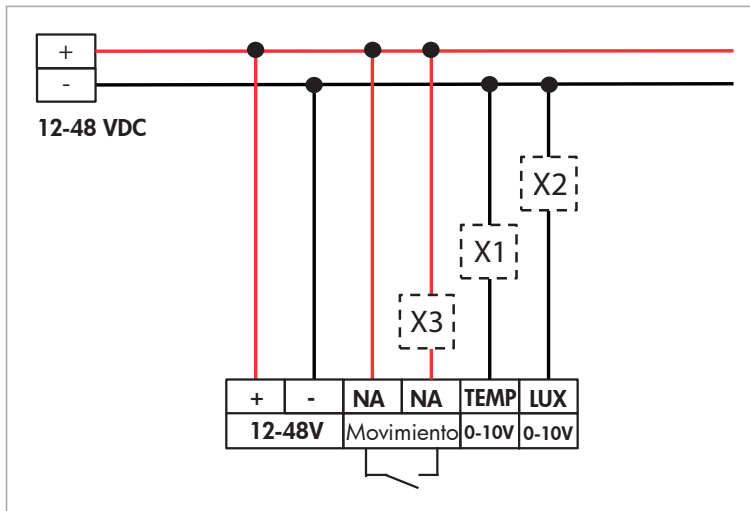 +
-
12-48 VDC
X2
X1
X3
+ - NA NA TEMP LUX
12-48V Movimiento 0-10V 0-10V